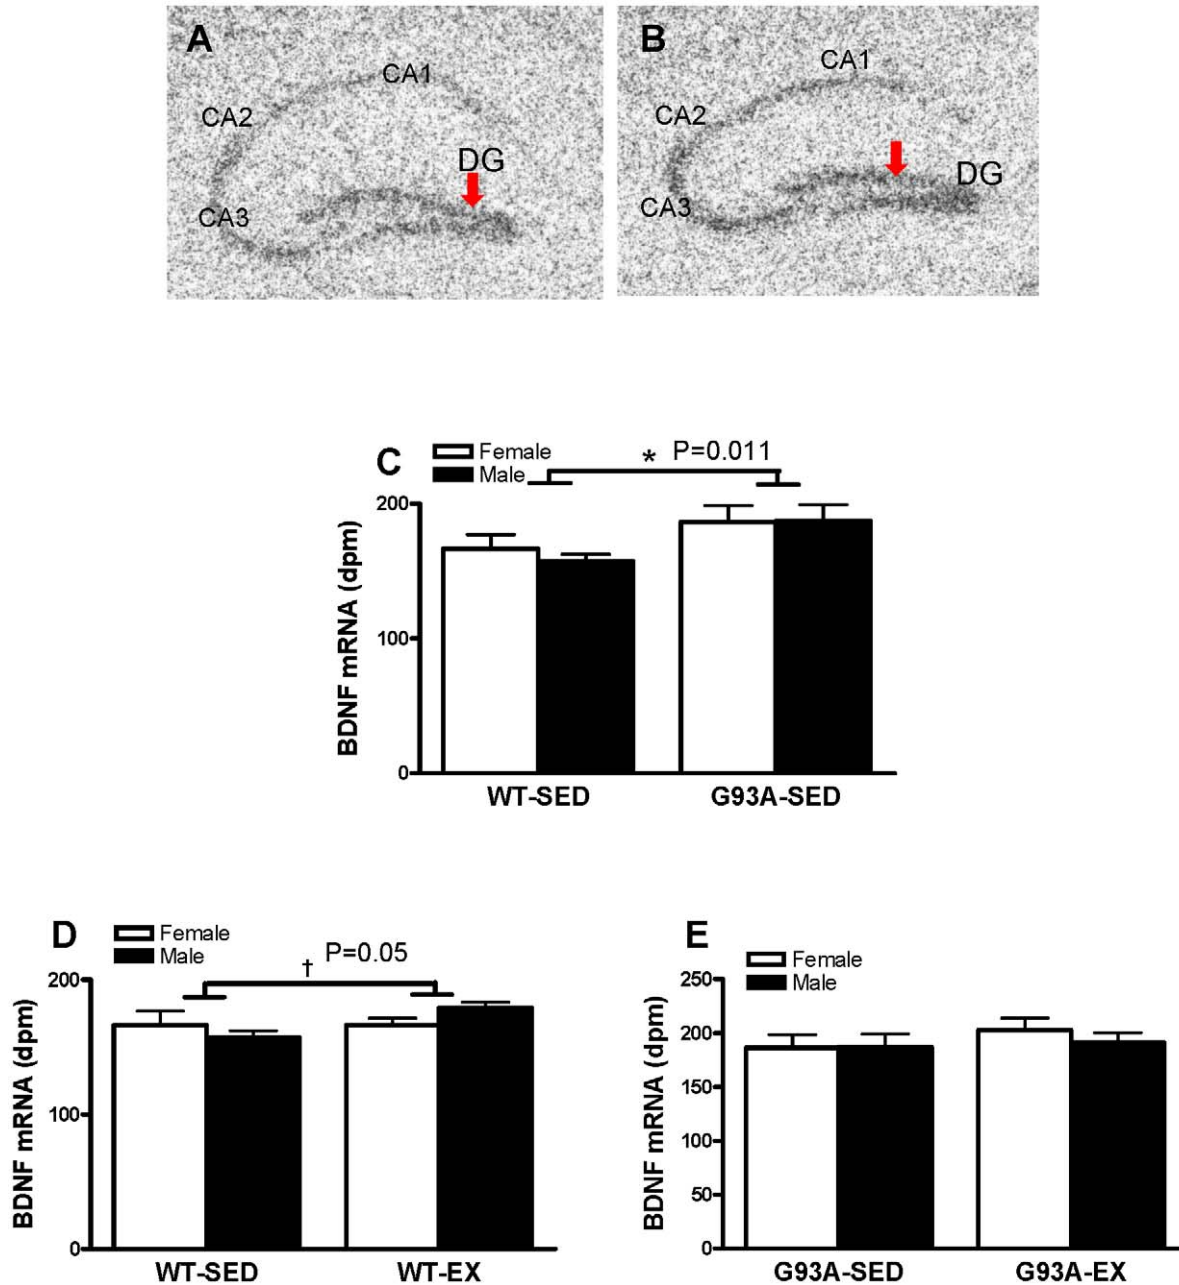 A
B
CA1
CA1
CA2
CA2
DG
DG
CA3
CA3
C
Female
Male
* P=0.011
BDNF mRNA (dpm)
200
100
0
WT-SED G93A-SED
D
Female
Male
† P=0.05
BDNF mRNA (dpm)
200
100
0
WT-SED WT-EX
E
Female
Male
BDNF mRNA (dpm)
250
200
150
100
50
0
G93A-SED G93A-EX